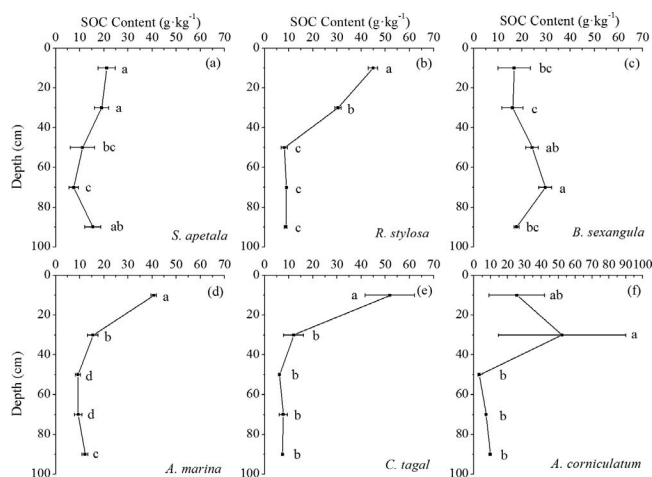 SOC Content (g·kg⁻¹) SOC Content (g·kg⁻¹) SOC Content (g·kg⁻¹)
0 10 20 30 40 50 60 70 0 10 20 30 40 50 60 70 0 10 20 30 40 50 60 70
Depth (cm)
0
20
40
60
80
100
(a)
a
a
bc
c
ab
S. apetala
(b)
a
b
c
c
c
R. stylosa
(c)
bc
c
ab
a
bc
B. sexangula
0 10 20 30 40 50 60 70 0 10 20 30 40 50 60 70 0 10 20 30 40 50 60 70 80 90 100
Depth (cm)
0
20
40
60
80
100
(d)
a
b
d
d
c
A. marina
(e)
a
b
b
b
b
C. tagal
(f)
ab
a
b
b
b
A. corniculatum